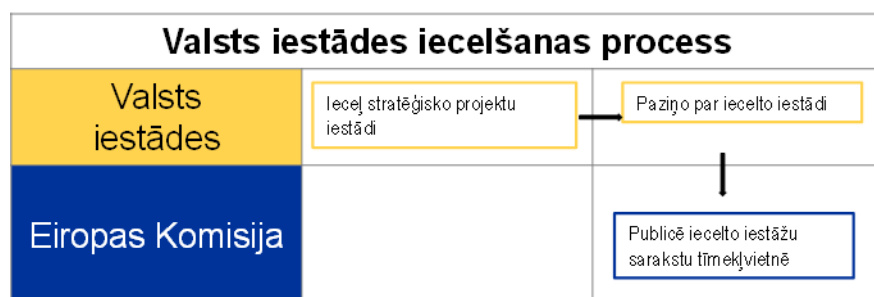 Valsts iestādes iecelšanas process
Valsts
iestādes
Ieceļ stratēģisko projektu
iestādi
Paziņo par iecelto iestādi
Eiropas Komisija
Publicē iecelto iestāžu
sarakstu tīmekļvietnē